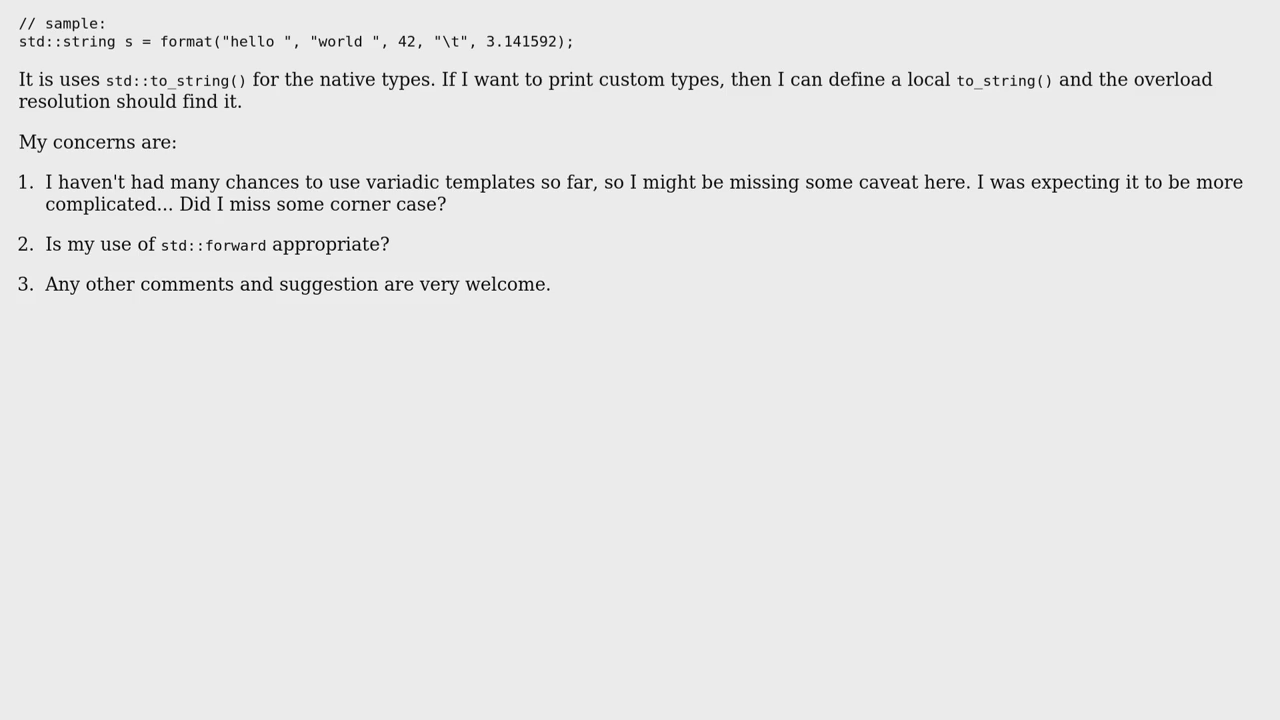 // sample:
std::string s = format("hello ", "world ", 42, "\t", 3.141592);
It is uses std::to_string() for the native types. If I want to print custom types, then I can define a local to_string() and the overload
resolution should find it.
My concerns are:
1. I haven't had many chances to use variadic templates so far, so I might be missing some caveat here. I was expecting it to be more
complicated... Did I miss some corner case?
2. Is my use of std::forward appropriate?
3. Any other comments and suggestion are very welcome.